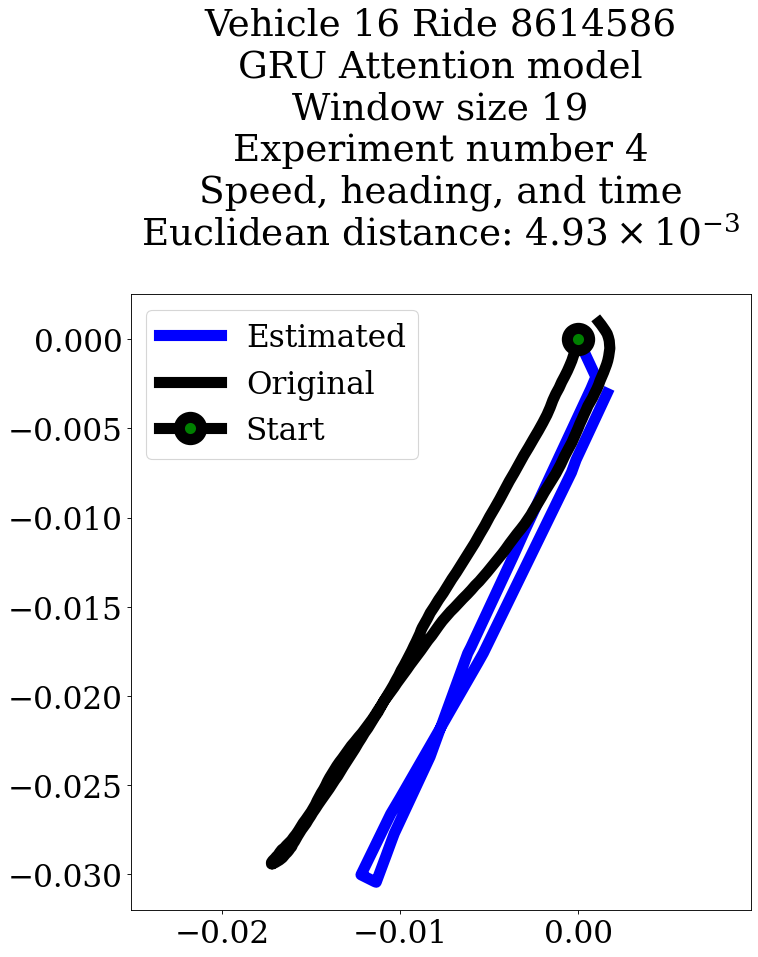 Vehicle 16 Ride 8614586
GRU Attention model
Window size 19
Experiment number 4
Speed, heading, and time
Euclidean distance: 4.93 × 10⁻³
Estimated
Original
Start
0.000
−0.005
−0.010
−0.015
−0.020
−0.025
−0.030
−0.02
−0.01
0.00